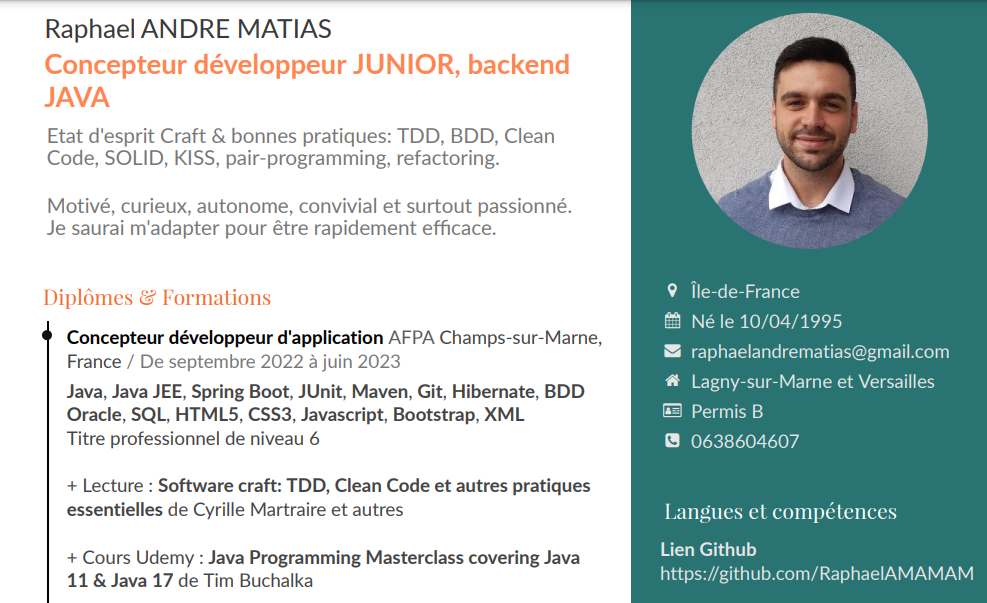 Raphael ANDRE MATIAS
Concepteur développeur JUNIOR, backend
JAVA
Etat d'esprit Craft & bonnes pratiques: TDD, BDD, Clean
Code, SOLID, KISS, pair-programming, refactoring.
Motivé, curieux, autonome, convivial et surtout passionné.
Je saurai m'adapter pour être rapidement efficace.
Diplômes & Formations
Concepteur développeur d'application AFPA Champs-sur-Marne,
France / De septembre 2022 à juin 2023
Java, Java JEE, Spring Boot, JUnit, Maven, Git, Hibernate, BDD
Oracle, SQL, HTML5, CSS3, Javascript, Bootstrap, XML
Titre professionnel de niveau 6
+ Lecture : Software craft: TDD, Clean Code et autres pratiques
essentielles de Cyrille Martraire et autres
+ Cours Udemy : Java Programming Masterclass covering Java
11 & Java 17 de Tim Buchalka
Île-de-France
Né le 10/04/1995
raphaelandrematias@gmail.com
Lagny-sur-Marne et Versailles
Permis B
0638604607
Langues et compétences
Lien Github
https://github.com/RaphaelAMAMAM